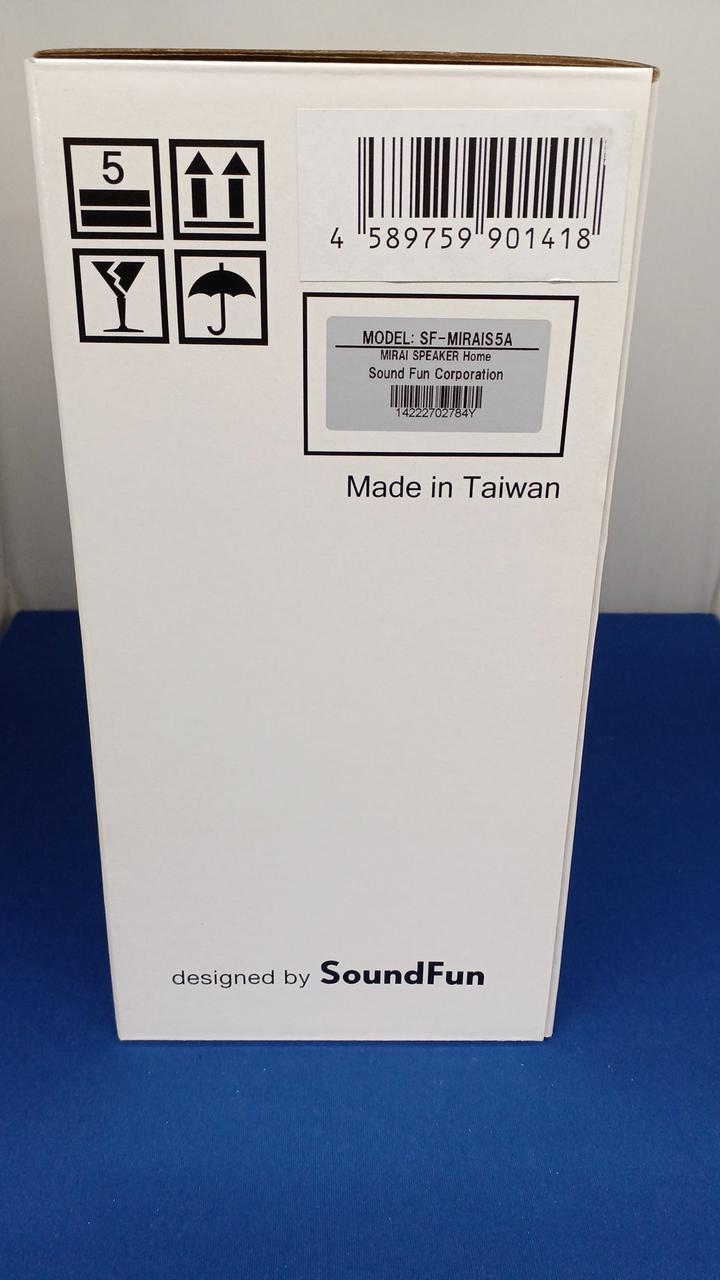 5
4 589759 901418
MODEL: SF-MIRAIS5A
MIRAI SPEAKER Home
Sound Fun Corporation
14222702784Y
Made in Taiwan
designed by SoundFun